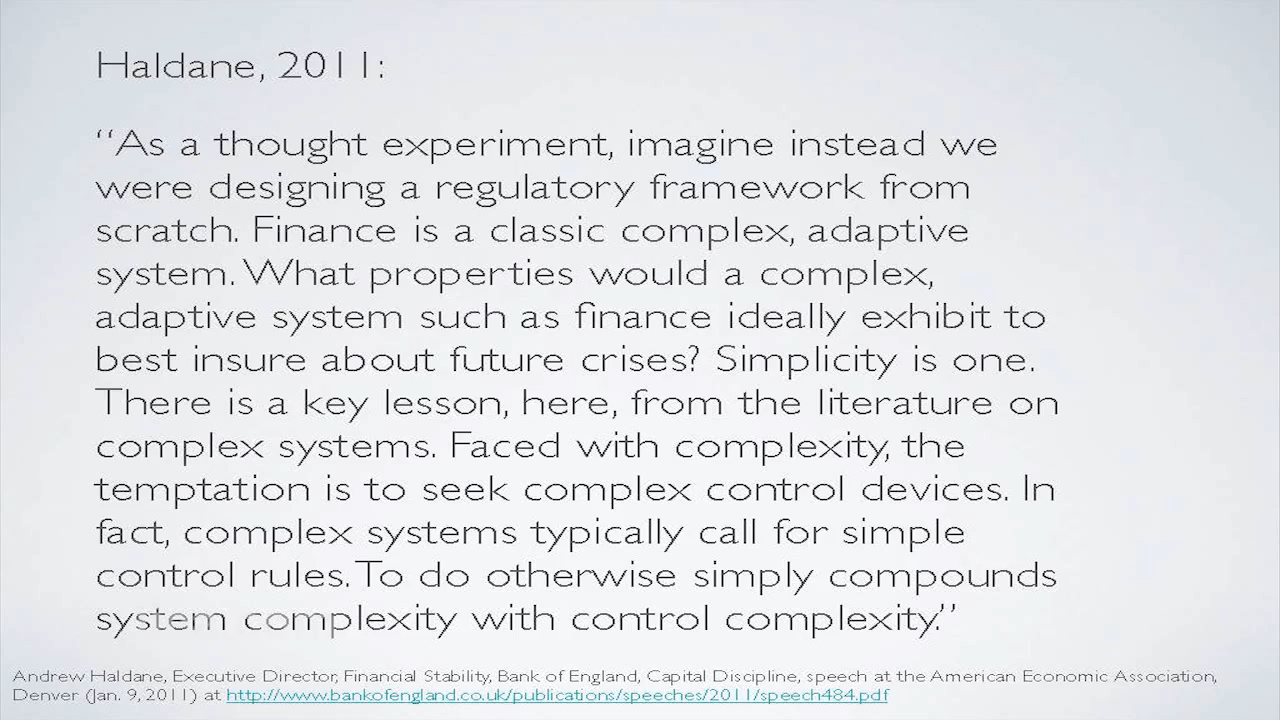 Haldane, 2011:
“As a thought experiment, imagine instead we
were designing a regulatory framework from
scratch. Finance is a classic complex, adaptive
system. What properties would a complex,
adaptive system such as finance ideally exhibit to
best insure about future crises? Simplicity is one.
There is a key lesson, here, from the literature on
complex systems. Faced with complexity, the
temptation is to seek complex control devices. In
fact, complex systems typically call for simple
control rules. To do otherwise simply compounds
system complexity with control complexity.”
Andrew Haldane, Executive Director, Financial Stability, Bank of England, Capital Discipline, speech at the American Economic Association,
Denver (Jan. 9, 2011) at http://www.bankofengland.co.uk/publications/speeches/2011/speech484.pdf